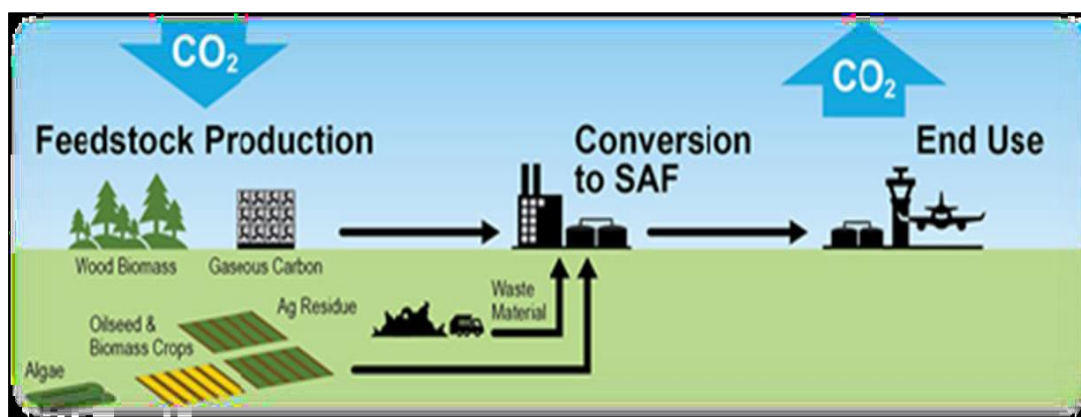 CO₂
CO₂
Feedstock Production
Conversion
to SAF
End Use
Wood Biomass
Gaseous Carbon
Ag Residue
Waste
Material
Oilseed &
Biomass Crops
Algae